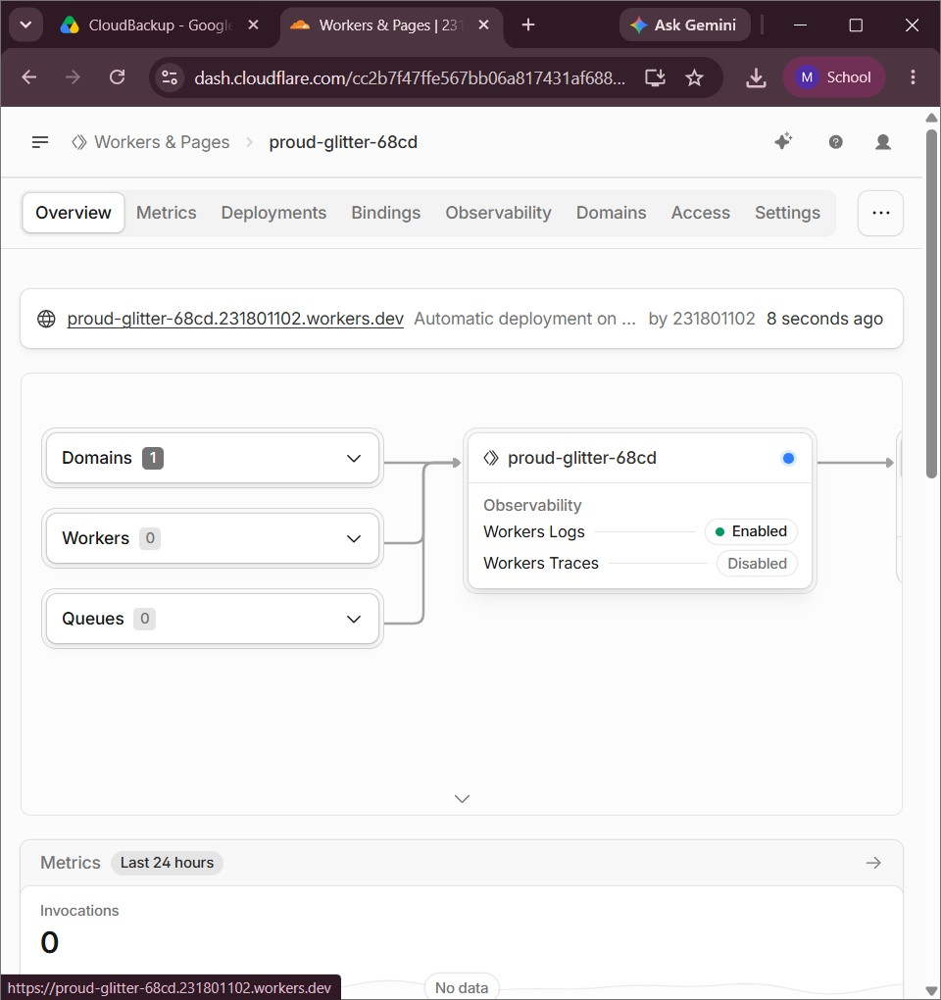 CloudBackup - Google
Workers & Pages | 231
Ask Gemini
dash.cloudflare.com/cc2b7f47ffe567bb06a817431af688...
M School
Workers & Pages > proud-glitter-68cd
Overview Metrics Deployments Bindings Observability Domains Access Settings ...
proud-glitter-68cd.231801102.workers.dev Automatic deployment on ... by 231801102 8 seconds ago
Domains 1
Workers 0
Queues 0
proud-glitter-68cd
Observability
Workers Logs Enabled
Workers Traces Disabled
Metrics Last 24 hours
Invocations
0
No data
https://proud-glitter-68cd.231801102.workers.dev